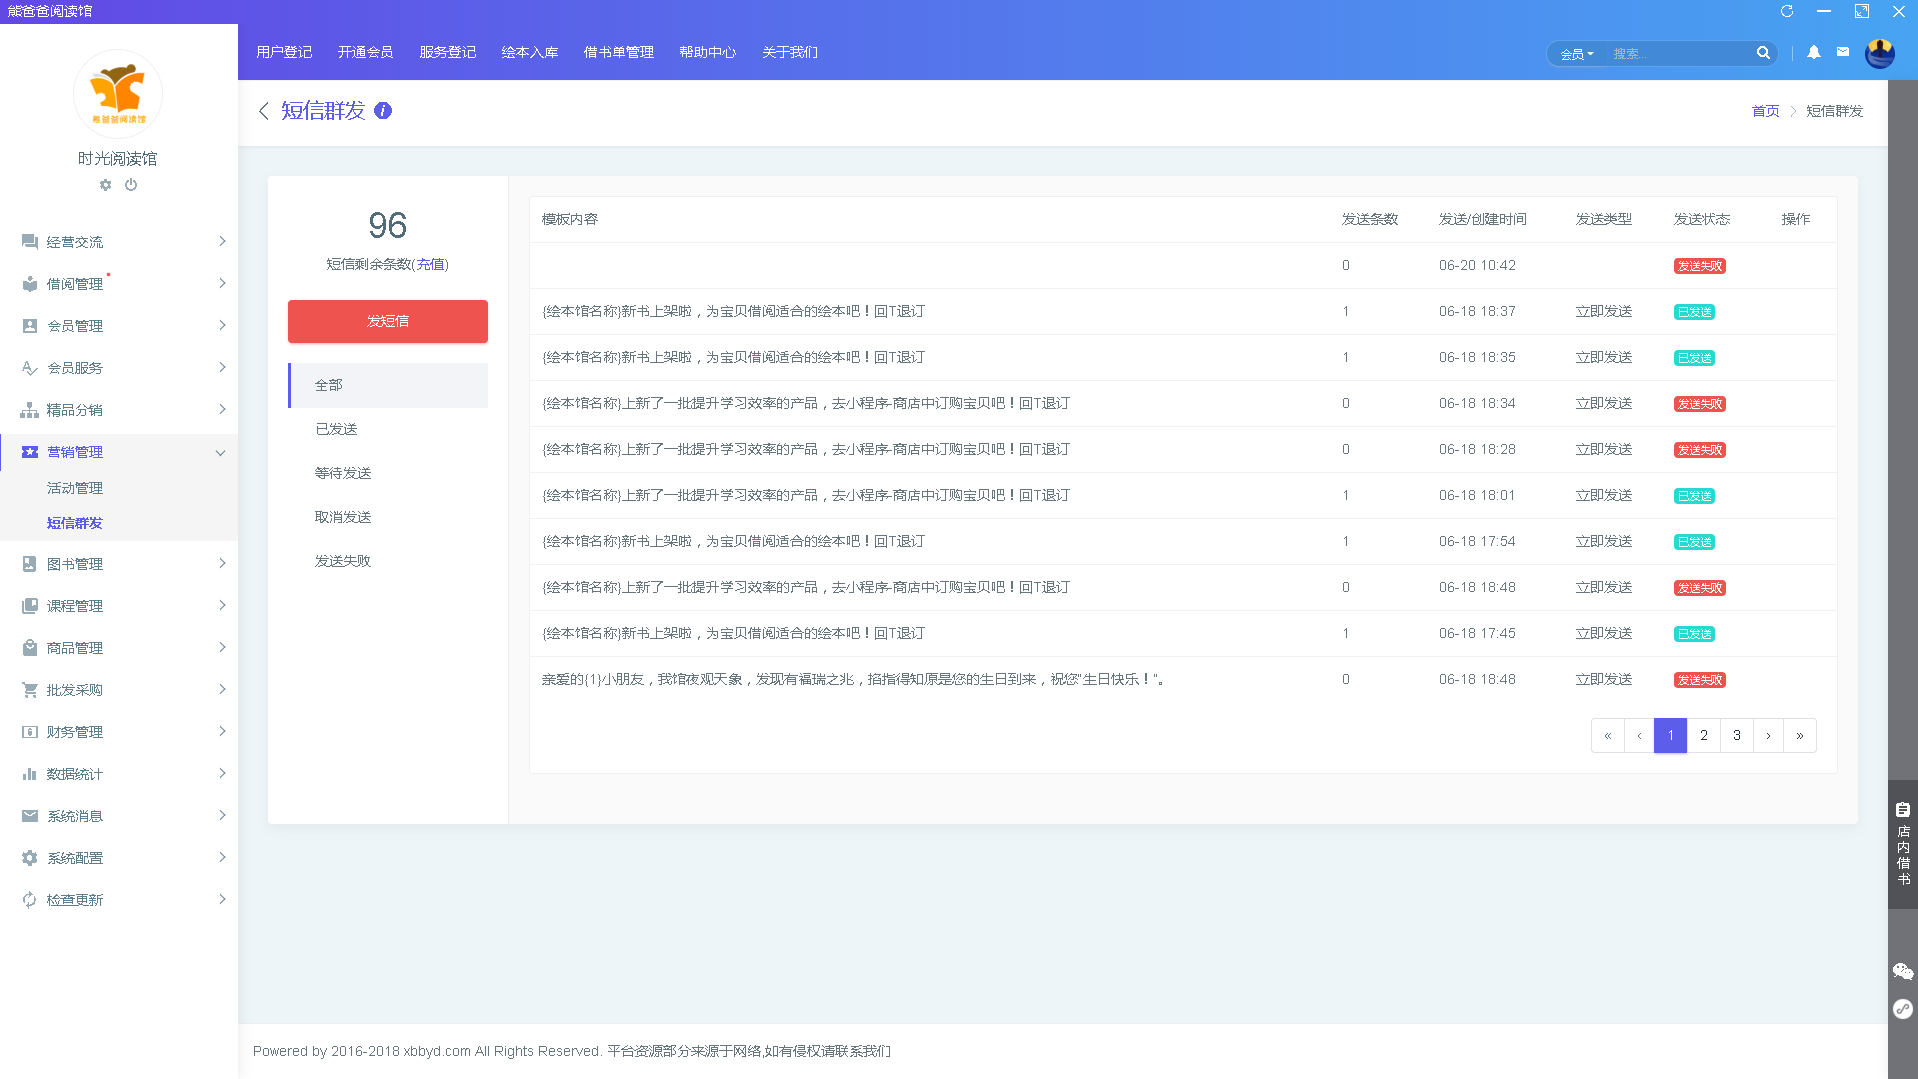 熊爸爸阅读馆
用户登记 开通会员 服务登记 绘本入库 借书单管理 帮助中心 关于我们
会员 搜索...
熊爸爸阅读馆
时光阅读馆
经营交流
借阅管理
会员管理
会员服务
精品分销
营销管理
活动管理
短信群发
图书管理
课程管理
商品管理
批发采购
财务管理
数据统计
系统消息
系统配置
检查更新
短信群发
首页 短信群发
96
短信剩余条数(充值)
发短信
全部
已发送
等待发送
取消发送
发送失败
模板内容 发送条数 发送/创建时间 发送类型 发送状态 操作
0 06-20 10:42 发送失败
{绘本馆名称}新书上架啦，为宝贝借阅适合的绘本吧！回T退订 1 06-18 18:37 立即发送 已发送
{绘本馆名称}新书上架啦，为宝贝借阅适合的绘本吧！回T退订 1 06-18 18:35 立即发送 已发送
{绘本馆名称}上新了一批提升学习效率的产品，去小程序-商店中订购宝贝吧！回T退订 0 06-18 18:34 立即发送 发送失败
{绘本馆名称}上新了一批提升学习效率的产品，去小程序-商店中订购宝贝吧！回T退订 0 06-18 18:28 立即发送 发送失败
{绘本馆名称}上新了一批提升学习效率的产品，去小程序-商店中订购宝贝吧！回T退订 1 06-18 18:01 立即发送 已发送
{绘本馆名称}新书上架啦，为宝贝借阅适合的绘本吧！回T退订 1 06-18 17:54 立即发送 已发送
{绘本馆名称}上新了一批提升学习效率的产品，去小程序-商店中订购宝贝吧！回T退订 0 06-18 18:48 立即发送 发送失败
{绘本馆名称}新书上架啦，为宝贝借阅适合的绘本吧！回T退订 1 06-18 17:45 立即发送 已发送
亲爱的{1}小朋友，我馆夜观天象，发现有福瑞之兆，掐指得知原是您的生日到来，祝您"生日快乐！"。 0 06-18 18:48 立即发送 发送失败
« ‹ 1 2 3 › »
店内借书
Powered by 2016-2018 xbbyd.com All Rights Reserved. 平台资源部分来源于网络,如有侵权请联系我们